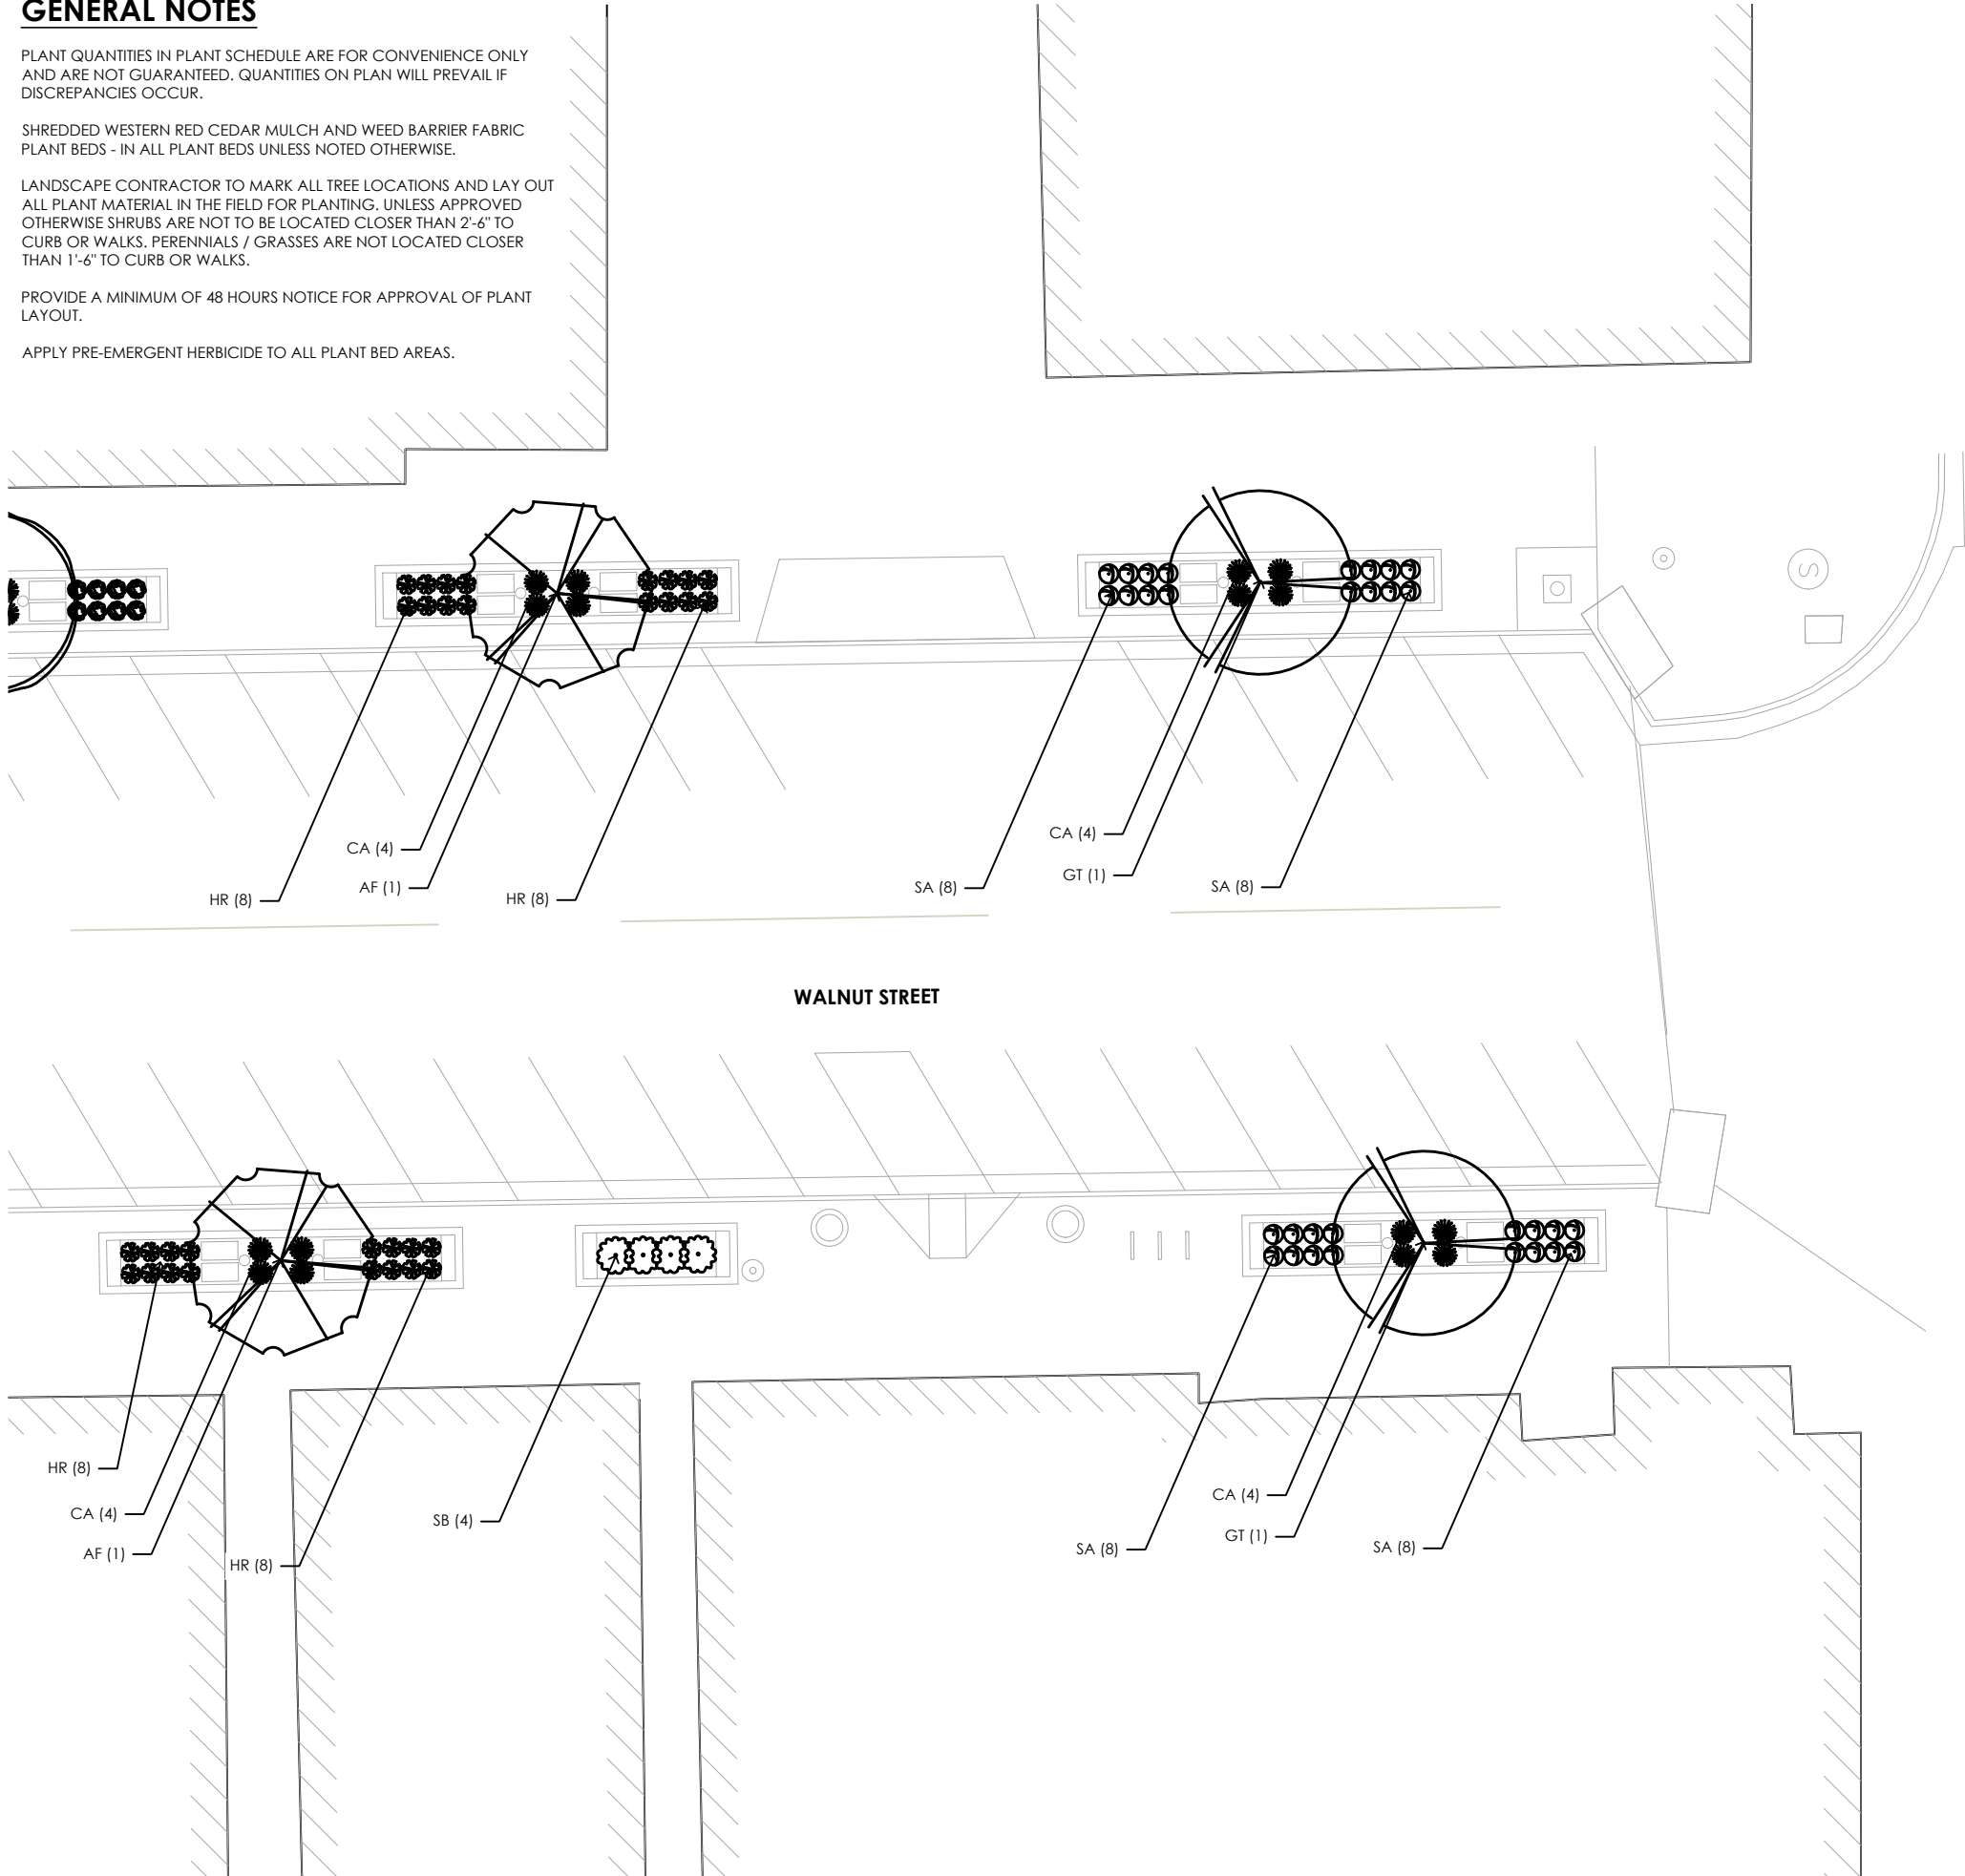 GENERAL NOTES
PLANT QUANTITIES IN PLANT SCHEDULE ARE FOR CONVENIENCE ONLY
AND ARE NOT GUARANTEED. QUANTITIES ON PLAN WILL PREVAIL IF
DISCREPANCIES OCCUR.
SHREDDED WESTERN RED CEDAR MULCH AND WEED BARRIER FABRIC
PLANT BEDS - IN ALL PLANT BEDS UNLESS NOTED OTHERWISE.
LANDSCAPE CONTRACTOR TO MARK ALL TREE LOCATIONS AND LAY OUT
ALL PLANT MATERIAL IN THE FIELD FOR PLANTING. UNLESS APPROVED
OTHERWISE SHRUBS ARE NOT TO BE LOCATED CLOSER THAN 2'-6" TO
CURB OR WALKS. PERENNIALS / GRASSES ARE NOT LOCATED CLOSER
THAN 1'-6" TO CURB OR WALKS.
PROVIDE A MINIMUM OF 48 HOURS NOTICE FOR APPROVAL OF PLANT
LAYOUT.
APPLY PRE-EMERGENT HERBICIDE TO ALL PLANT BED AREAS.
S
CA (4)
AF (1)
HR (8)
HR (8)
CA (4)
GT (1)
SA (8)
SA (8)
WALNUT STREET
HR (8)
CA (4)
AF (1)
HR (8)
SB (4)
CA (4)
GT (1)
SA (8)
SA (8)